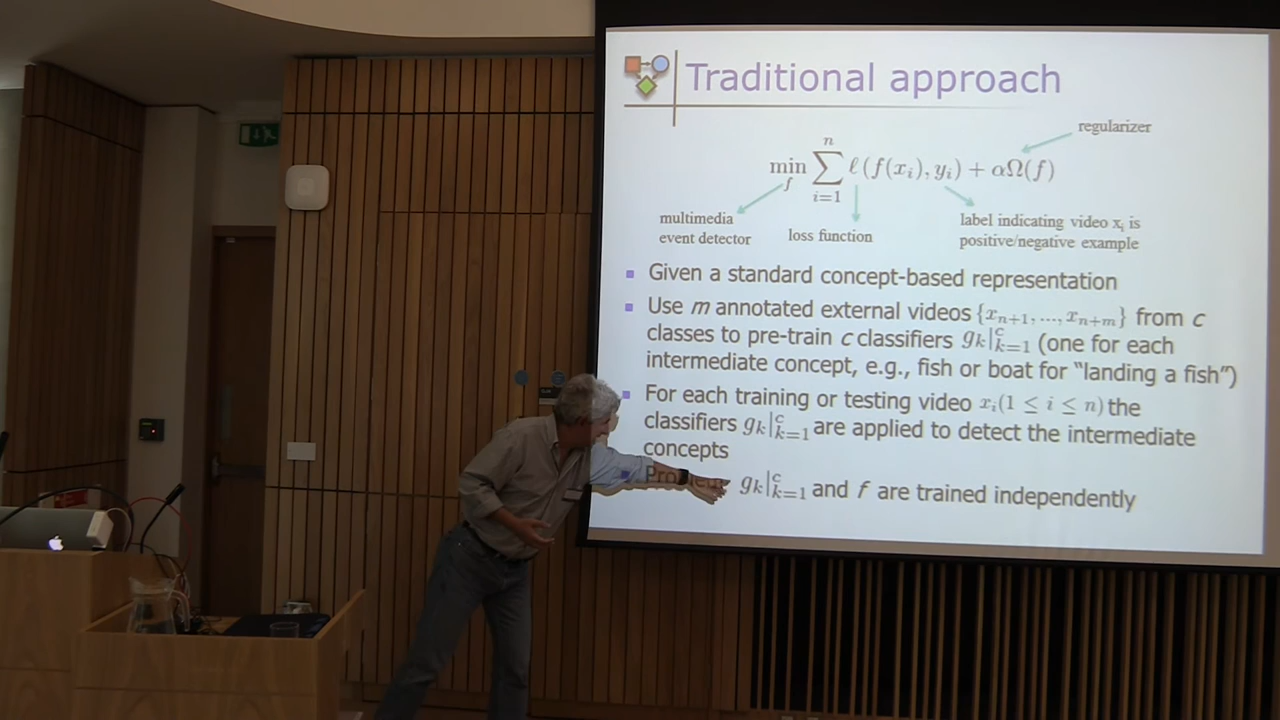 Traditional approach
regularizer
min_f ∑_{i=1}^{n} ℓ(f(x_i), y_i) + αΩ(f)
multimedia
event detector
loss function
label indicating video x_i is
positive/negative example
Given a standard concept-based representation
Use m annotated external videos {x_{n+1}, ..., x_{n+m}} from c
classes to pre-train c classifiers g_k|_{k=1}^{c} (one for each
intermediate concept, e.g., fish or boat for "landing a fish")
For each training or testing video x_i(1 ≤ i ≤ n) the
classifiers g_k|_{k=1}^{c} are applied to detect the intermediate
concepts
g_k|_{k=1}^{c} and f are trained independently